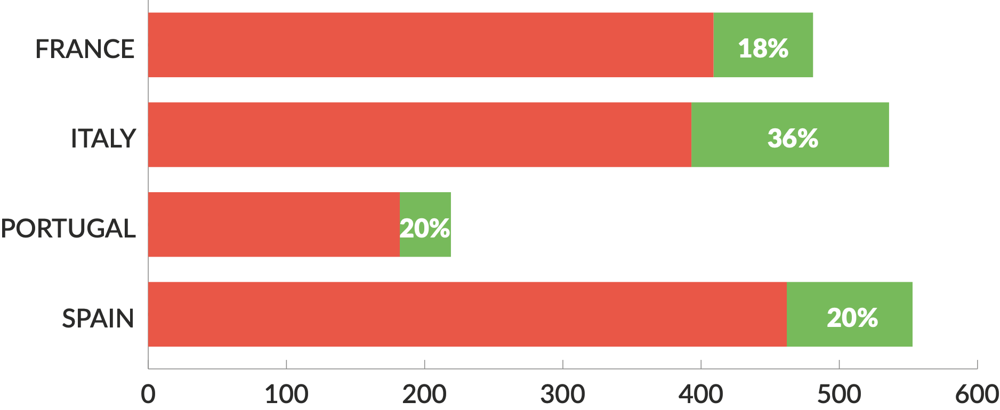 FRANCE 18%
ITALY 36%
PORTUGAL 20%
SPAIN 20%
0 100 200 300 400 500 600